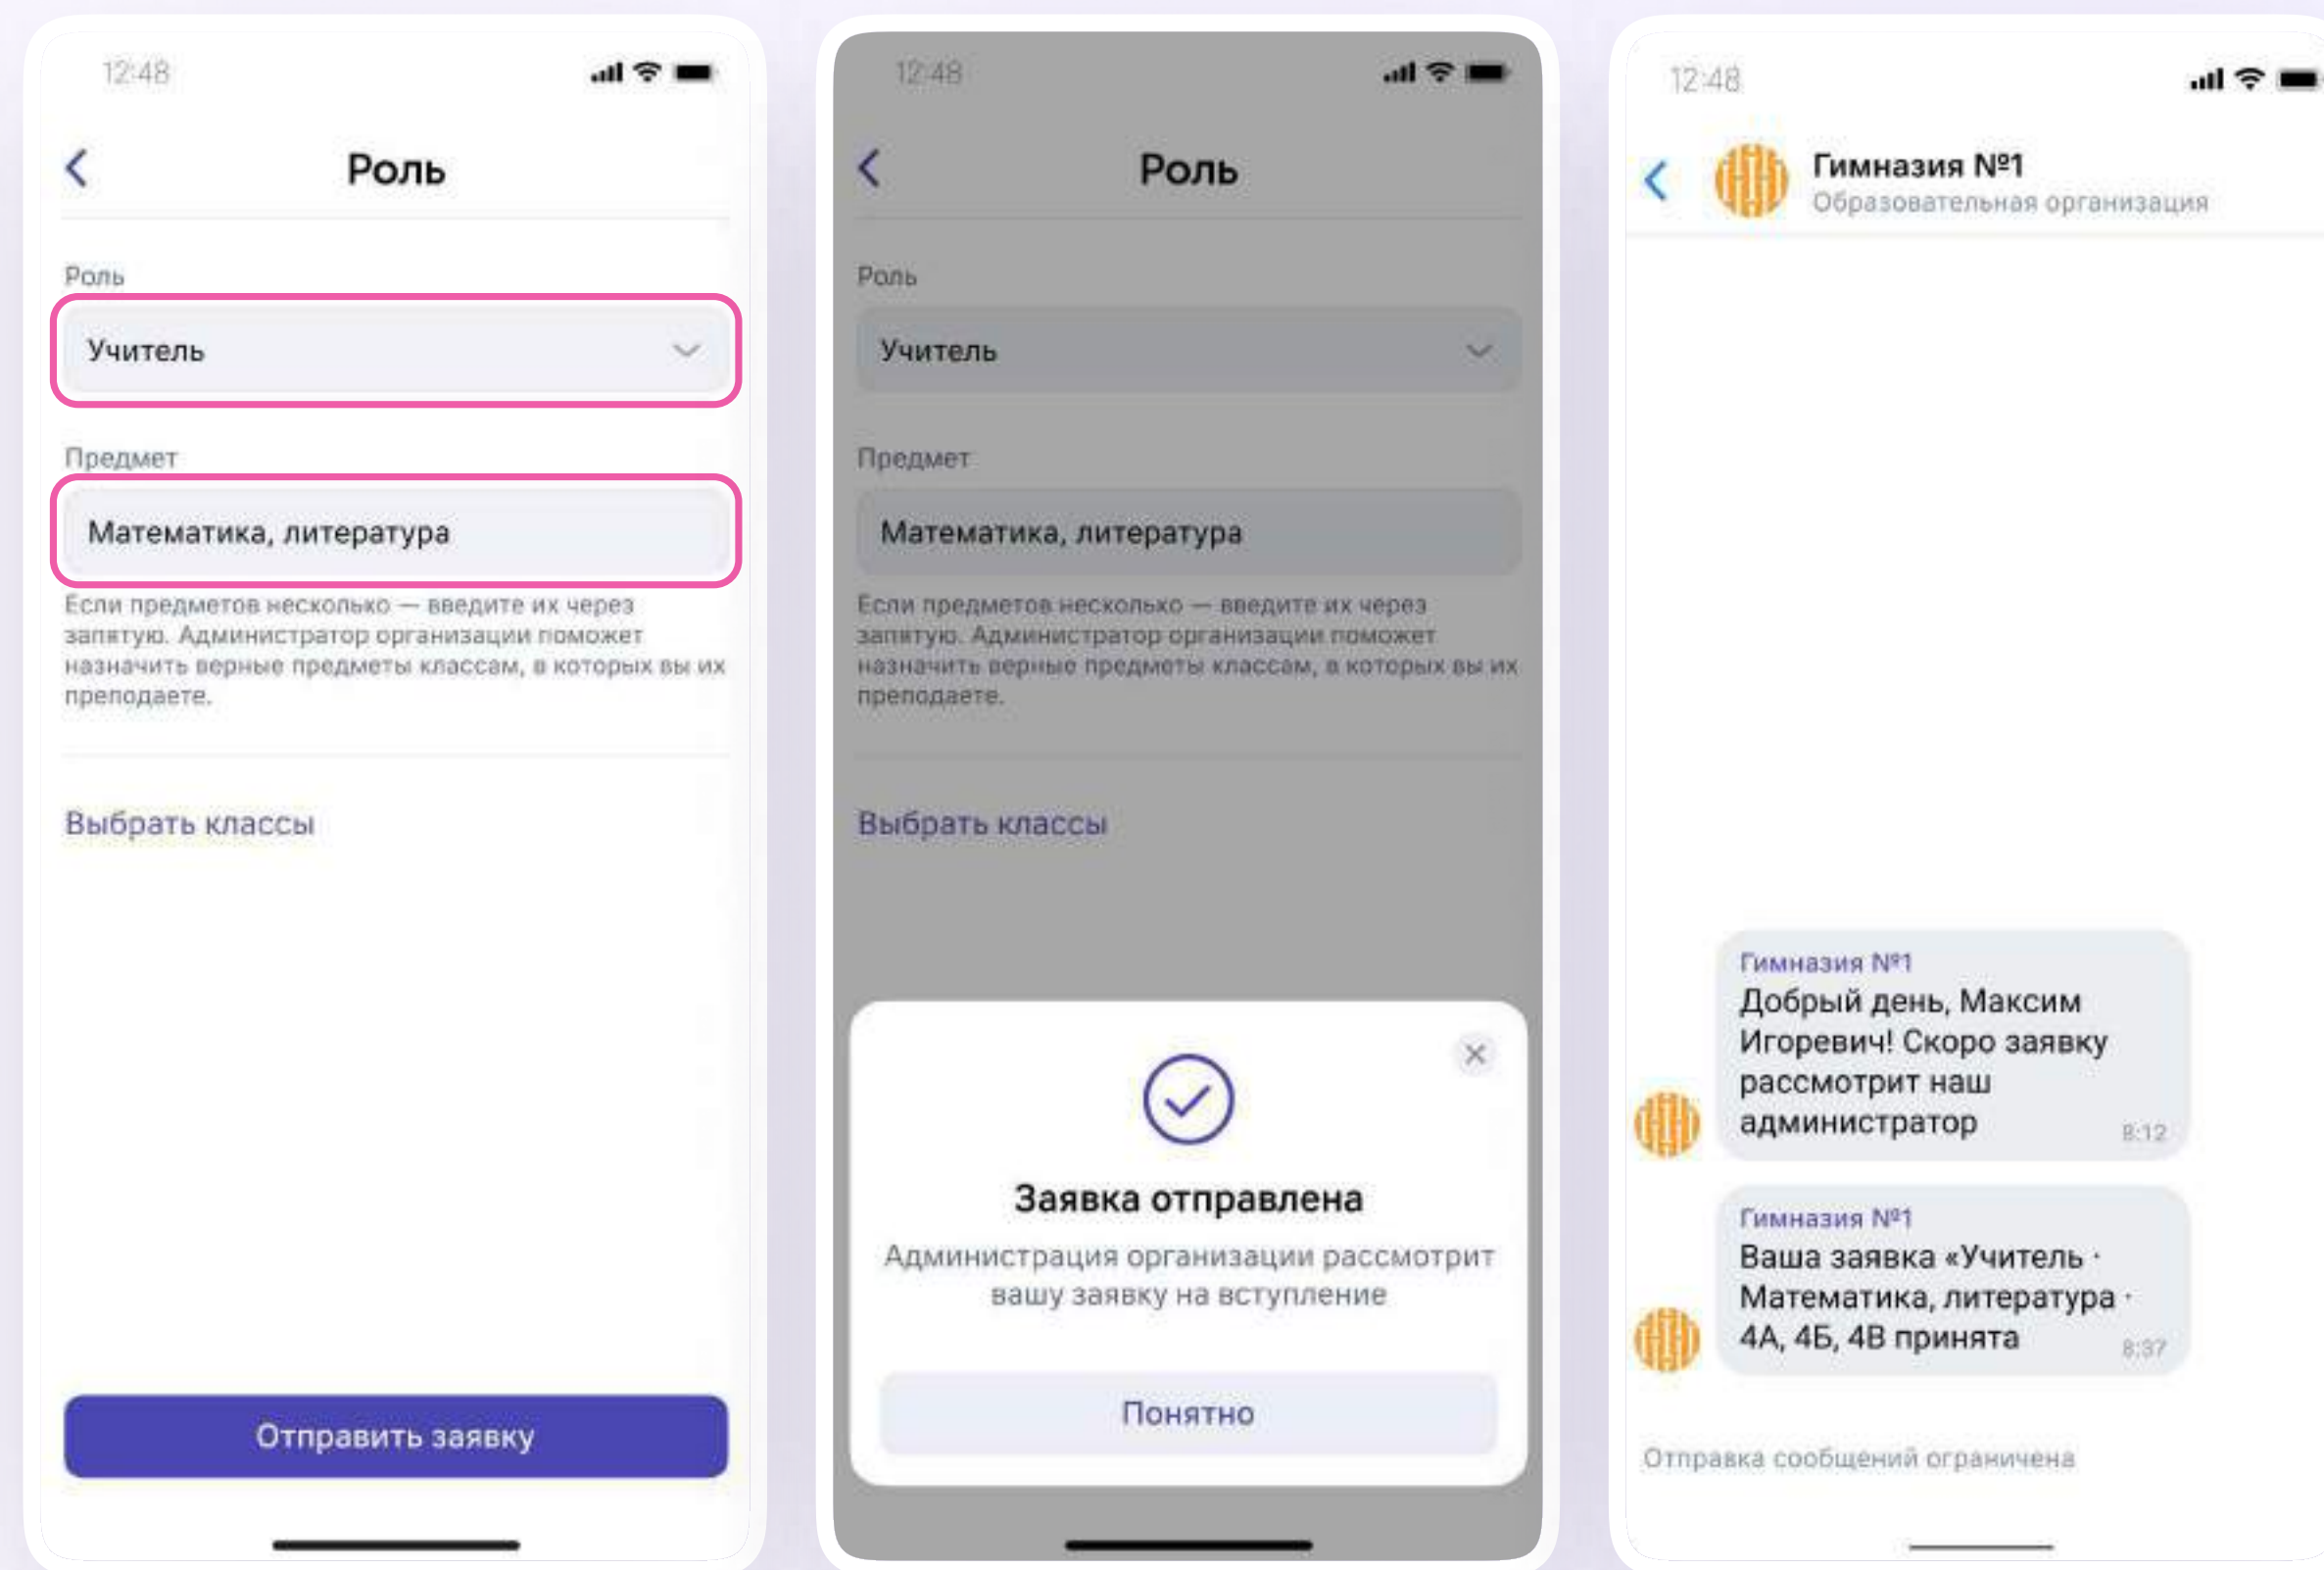 12:48
Роль
Роль
Учитель
Предмет
Математика, литература
Если предметов несколько — введите их через
запятую. Администратор организации поможет
назначить верные предметы классам, в которых вы их
преподаете.
Выбрать классы
Отправить заявку
12:48
Роль
Роль
Учитель
Предмет
Математика, литература
Если предметов несколько — введите их через
запятую. Администратор организации поможет
назначить верные предметы классам, в которых вы их
преподаете.
Выбрать классы
Заявка отправлена
Администрация организации рассмотрит
вашу заявку на вступление
Понятно
12:48
Гимназия №1
Образовательная организация
Гимназия №1
Добрый день, Максим
Игоревич! Скоро заявку
рассмотрит наш
администратор
8:12
Гимназия №1
Ваша заявка «Учитель ·
Математика, литература ·
4А, 4Б, 4В принята
8:37
Отправка сообщений ограничена